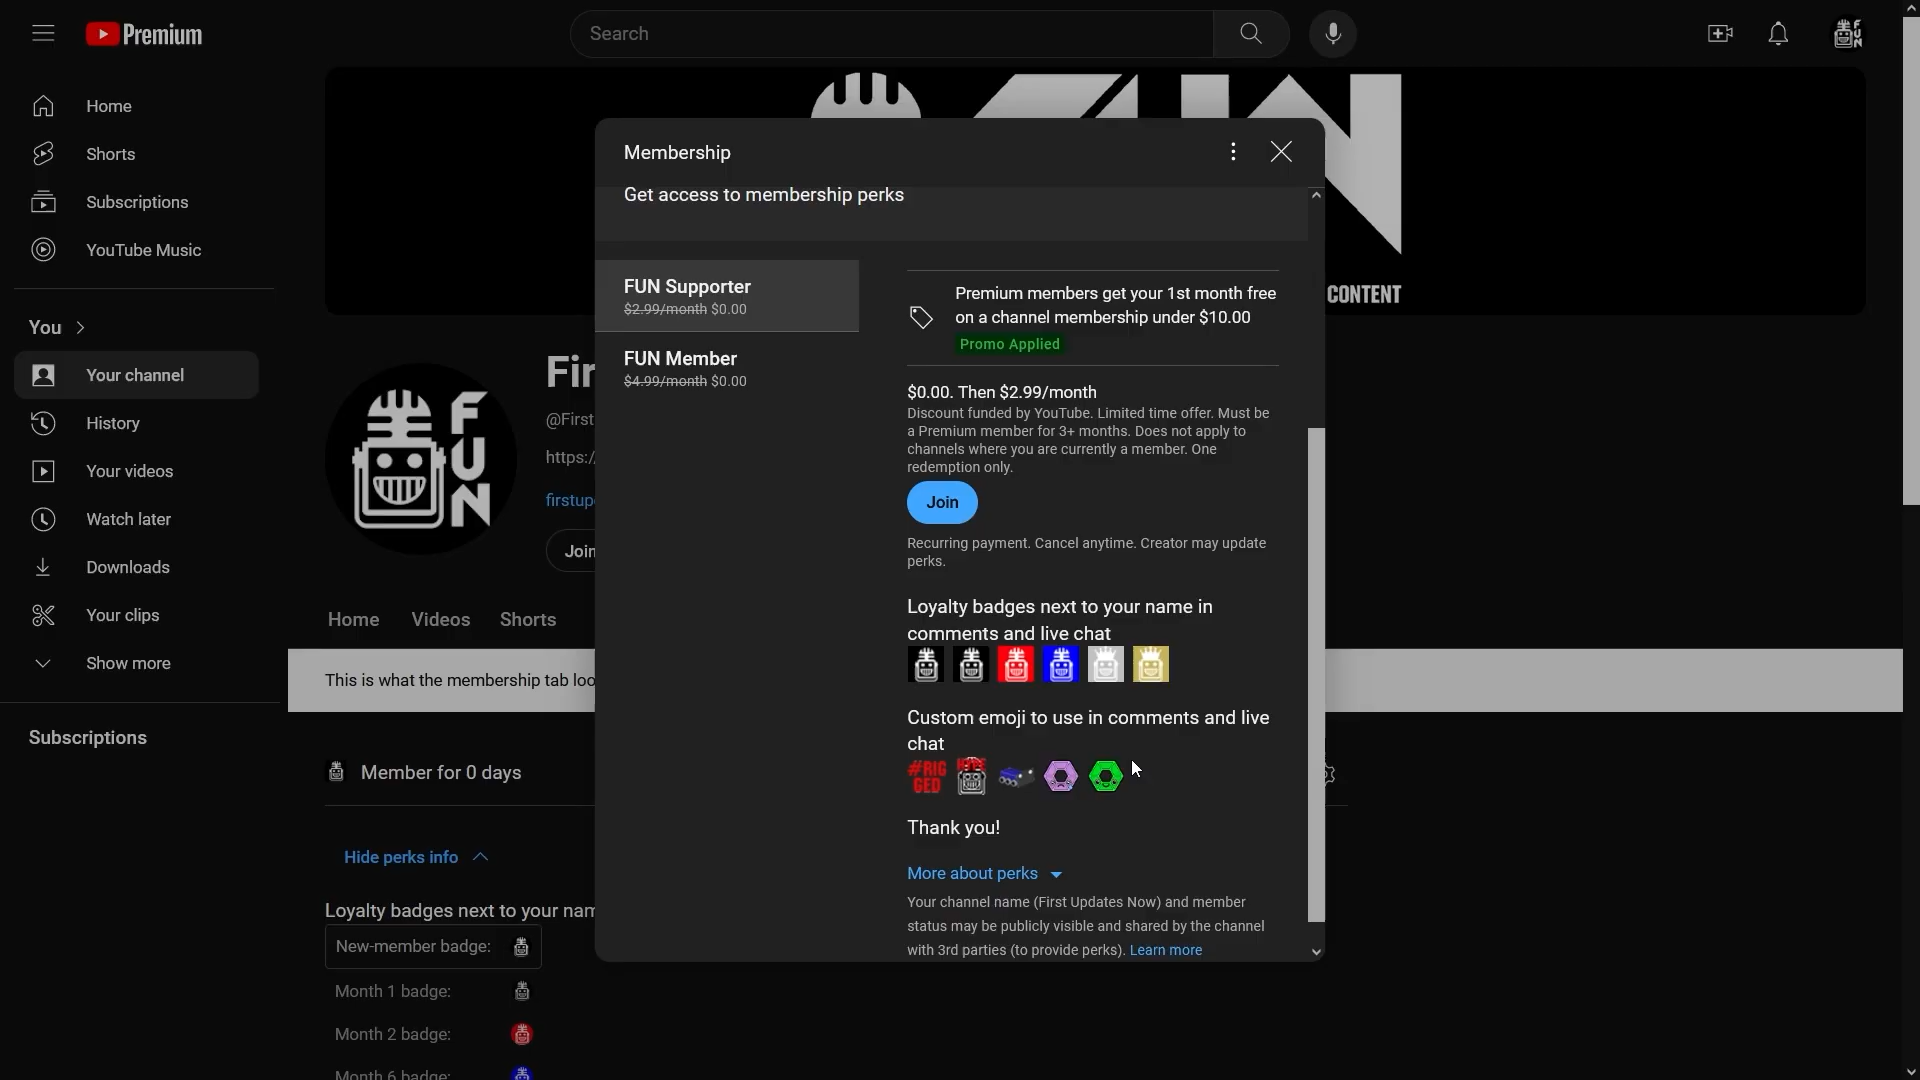 Premium
Search
FUN
Home
Shorts
Subscriptions
YouTube Music
You
Your channel
History
Your videos
Watch later
Downloads
Your clips
Show more
Subscriptions
CONTENT
FUN
Fir
@First
https:/
firstup
Join
Home Videos Shorts
This is what the membership tab loo
Member for 0 days
Hide perks info
Loyalty badges next to your nam
New-member badge:
Month 1 badge:
Month 2 badge:
Month 6 badge:
Membership
Get access to membership perks
FUN Supporter
$2.99/month $0.00
FUN Member
$4.99/month $0.00
Premium members get your 1st month free
on a channel membership under $10.00
Promo Applied
$0.00. Then $2.99/month
Discount funded by YouTube. Limited time offer. Must be
a Premium member for 3+ months. Does not apply to
channels where you are currently a member. One
redemption only.
Join
Recurring payment. Cancel anytime. Creator may update
perks.
Loyalty badges next to your name in
comments and live chat
Custom emoji to use in comments and live
chat
#RIG
GED
HYPE
Thank you!
More about perks
Your channel name (First Updates Now) and member
status may be publicly visible and shared by the channel
with 3rd parties (to provide perks). Learn more